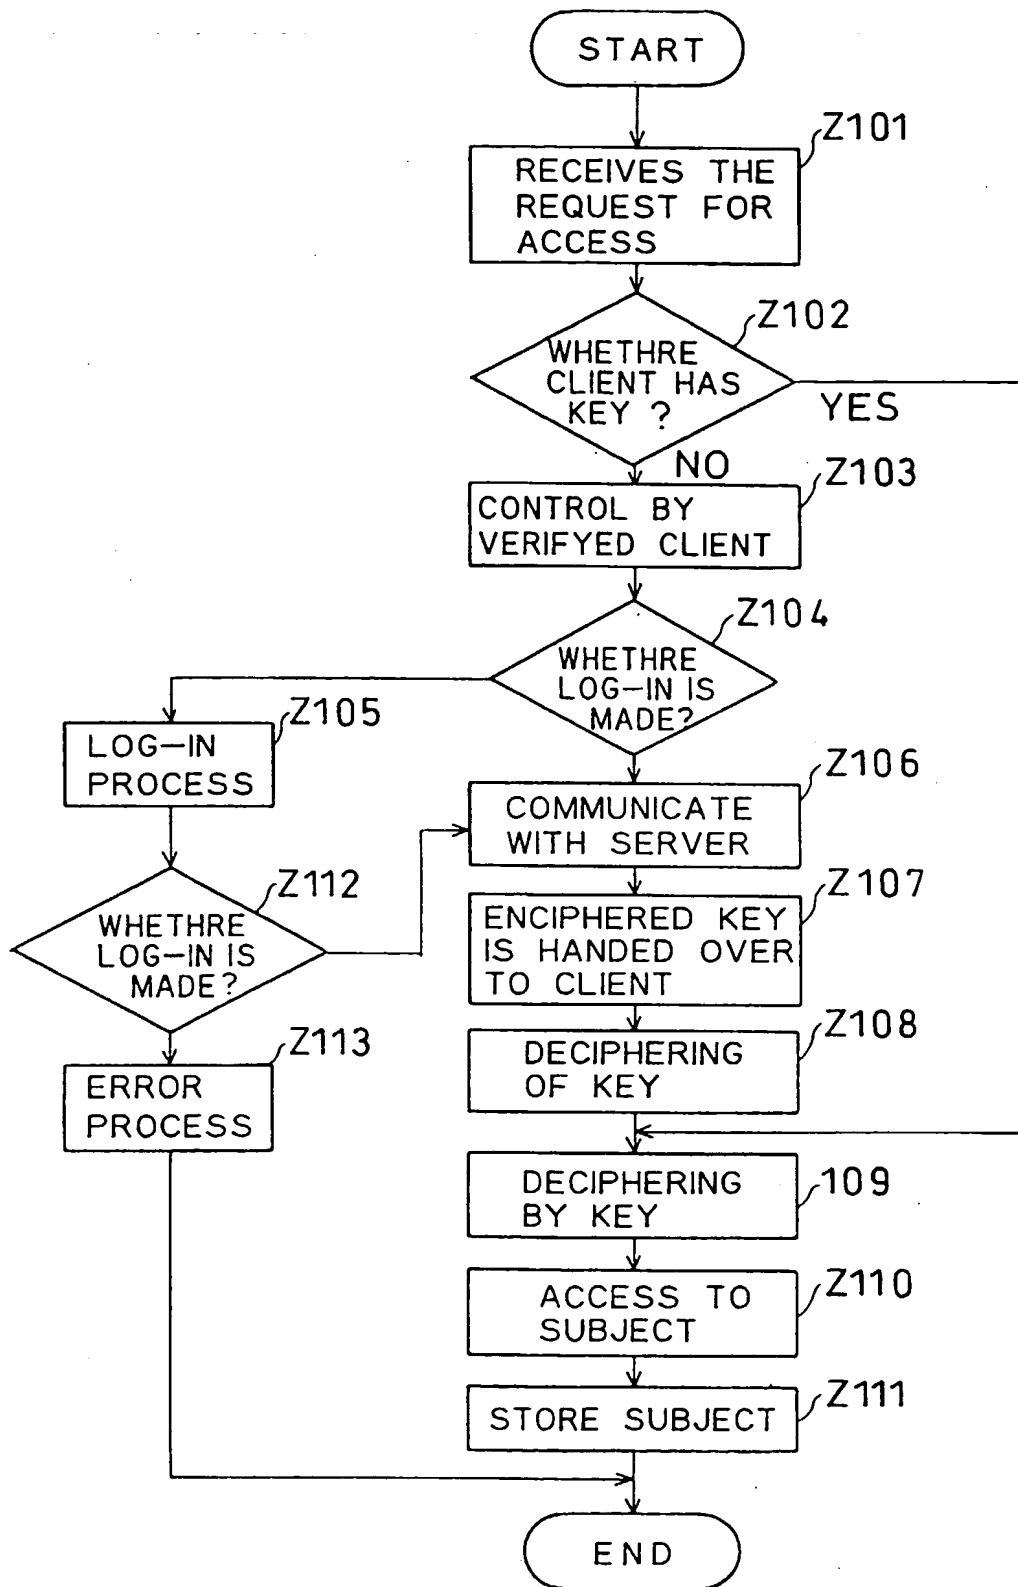 START
Z101
RECEIVES THE
REQUEST FOR
ACCESS
Z102
WHETHRE
CLIENT HAS
KEY ?
YES
NO
Z103
CONTROL BY
VERIFYED CLIENT
Z104
WHETHRE
LOG-IN IS
MADE?
Z105
LOG-IN
PROCESS
Z106
COMMUNICATE
WITH SERVER
Z112
WHETHRE
LOG-IN IS
MADE?
Z107
ENCIPHERED KEY
IS HANDED OVER
TO CLIENT
Z113
ERROR
PROCESS
Z108
DECIPHERING
OF KEY
109
DECIPHERING
BY KEY
Z110
ACCESS TO
SUBJECT
Z111
STORE SUBJECT
END